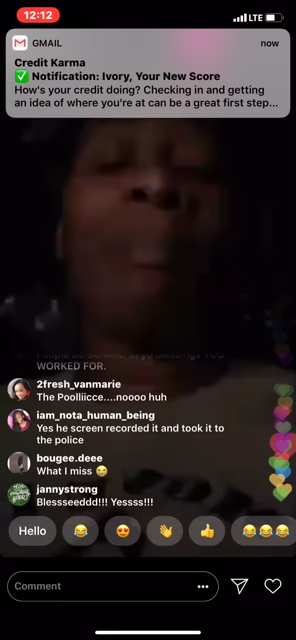 12:12
LTE
GMAIL
now
Credit Karma
✅ Notification: Ivory, Your New Score
How's your credit doing? Checking in and getting
an idea of where you're at can be a great first step...
WORKED FOR.
2fresh_vanmarie
The Poolliicce....noooo huh
iam_nota_human_being
Yes he screen recorded it and took it to
the police
bougee.deee
What I miss 😂
jannystrong
Blessseeddd!!! Yessss!!!
Hello 😂 😍 👋 👍 😂😂😂
Comment